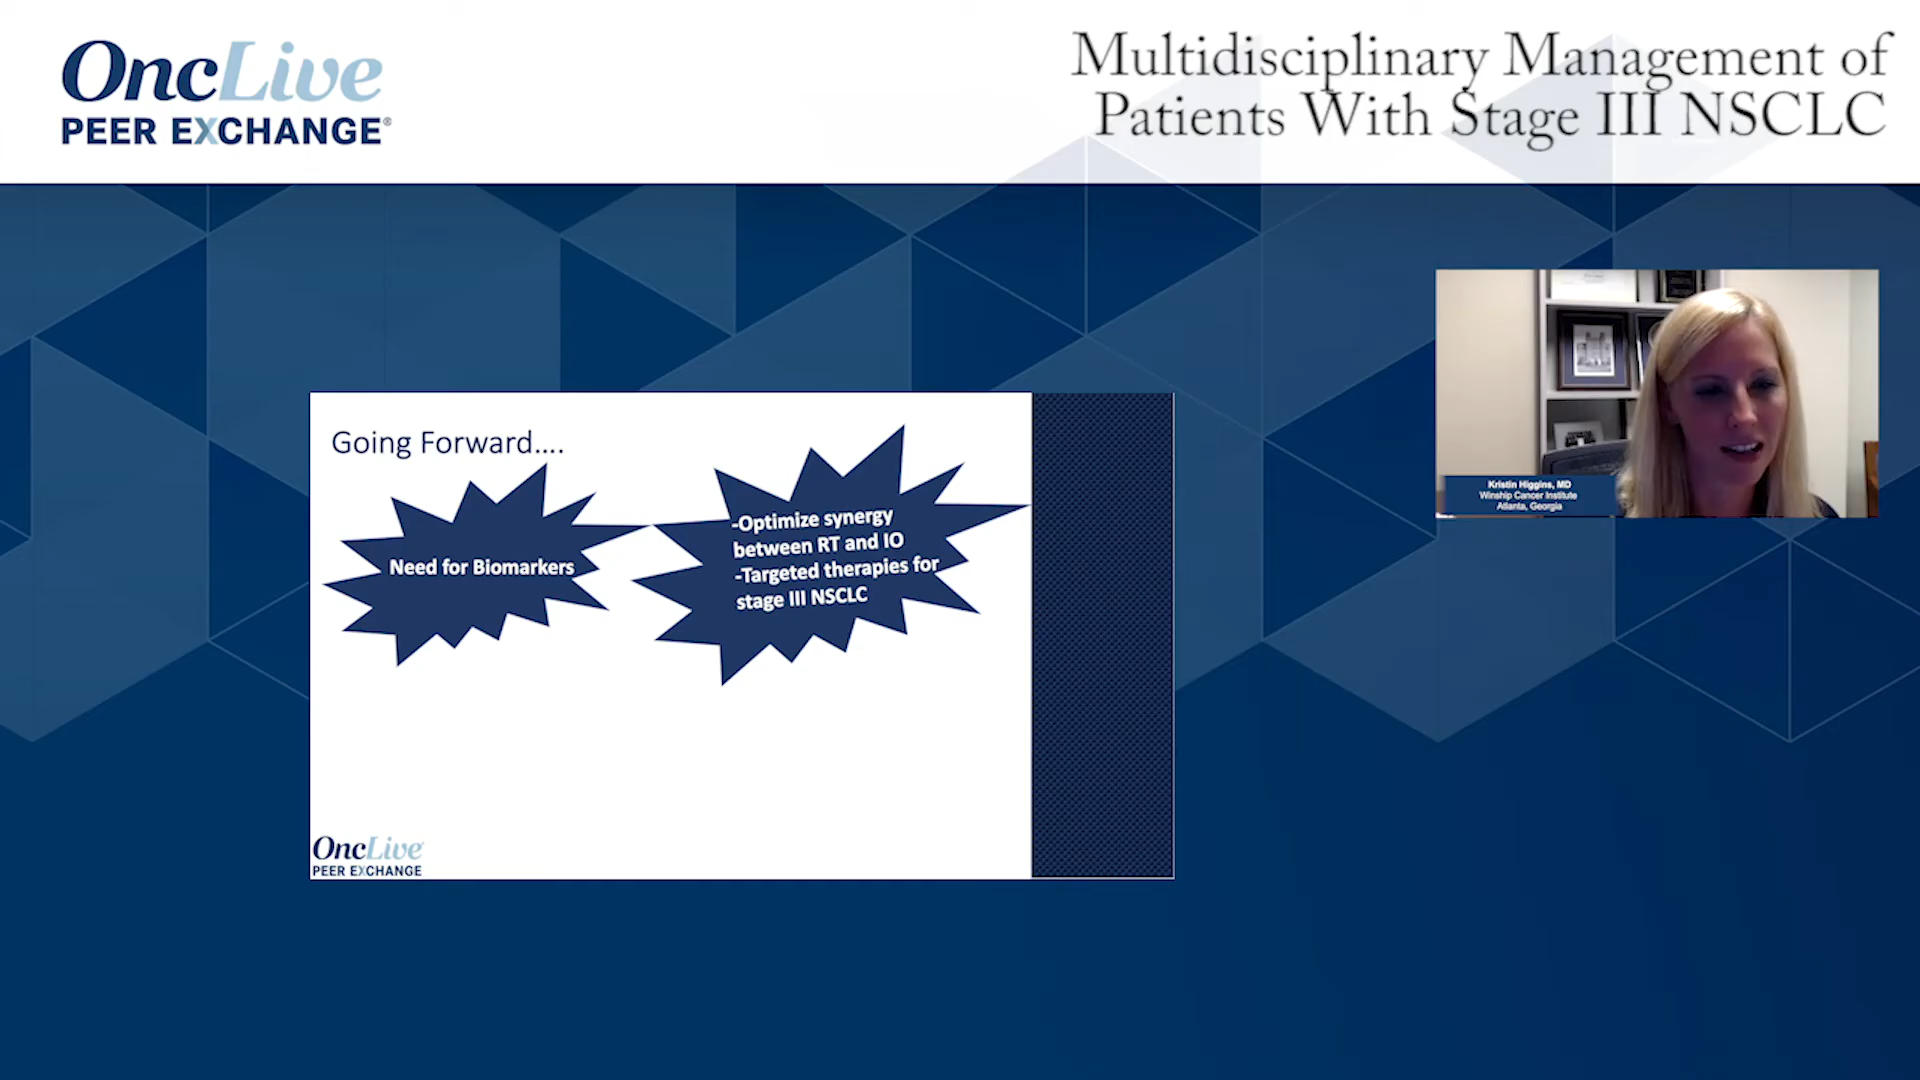 OncLive
PEER EXCHANGE®
Multidisciplinary Management of
Patients With Stage III NSCLC
Going Forward....
Need for Biomarkers
-Optimize synergy
between RT and IO
-Targeted therapies for
stage III NSCLC
OncLive
PEER EXCHANGE
Kristin Higgins, MD
Winship Cancer Institute
Atlanta, Georgia